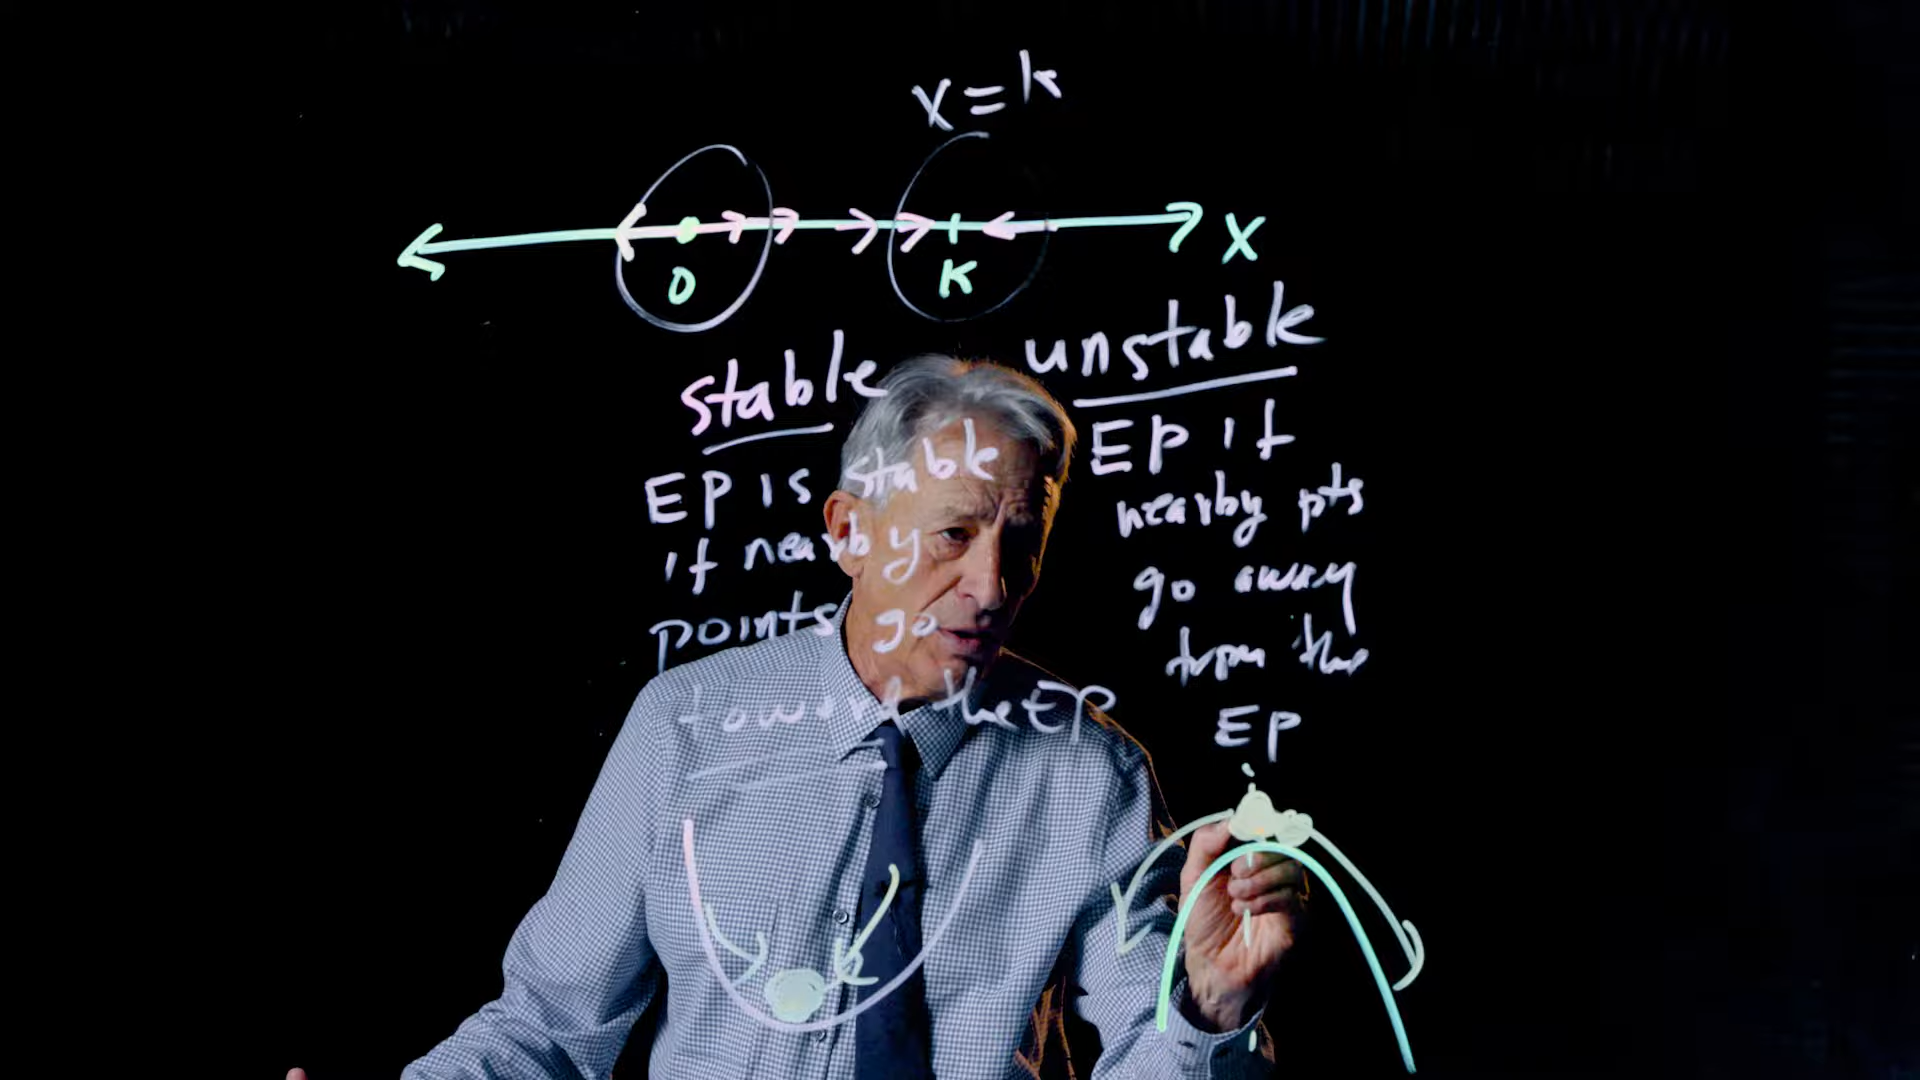 x = k
0
K
X
stable
EP is stable
if nearby
points go
toward the EP
unstable
EP if
nearby pts
go away
from the
EP